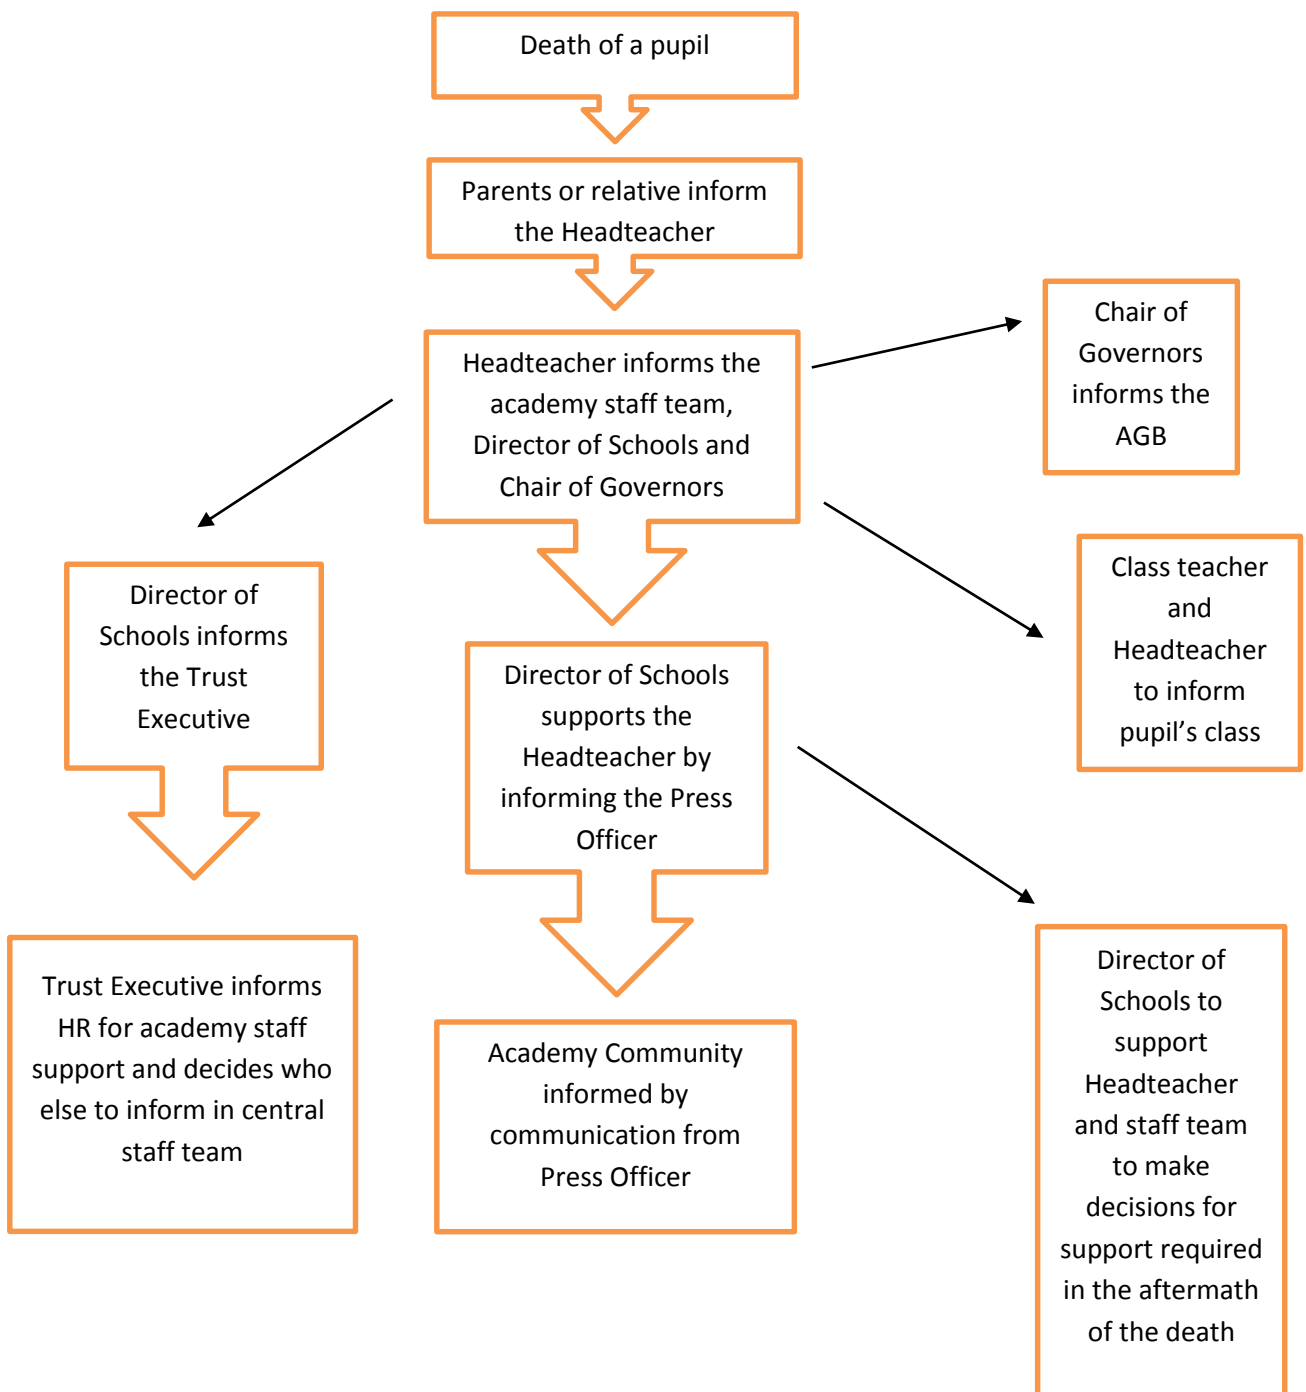 Death of a pupil
Parents or relative inform
the Headteacher
Headteacher informs the
academy staff team,
Director of Schools and
Chair of Governors
Chair of
Governors
informs the
AGB
Class teacher
and
Headteacher
to inform
pupil’s class
Director of
Schools informs
the Trust
Executive
Director of Schools
supports the
Headteacher by
informing the Press
Officer
Trust Executive informs
HR for academy staff
support and decides who
else to inform in central
staff team
Academy Community
informed by
communication from
Press Officer
Director of
Schools to
support
Headteacher
and staff team
to make
decisions for
support required
in the aftermath
of the death